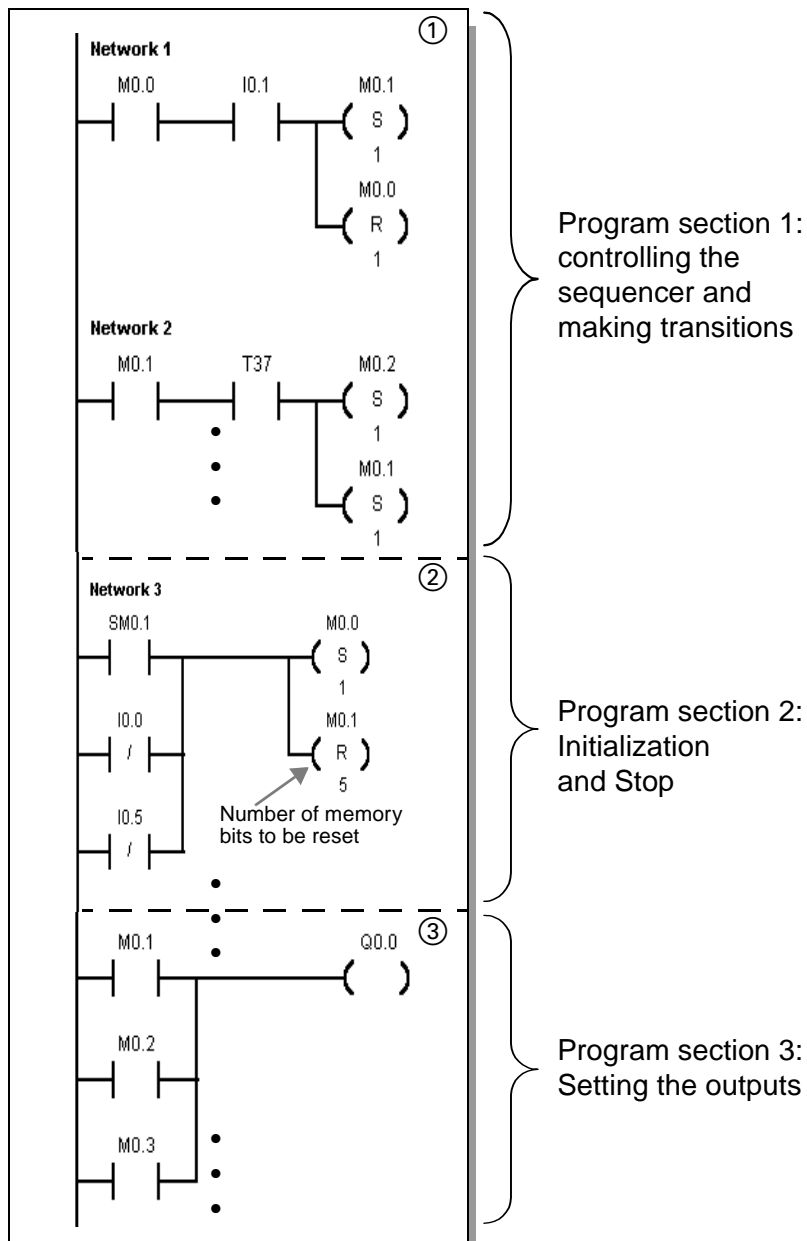 ①
Network 1
M0.0 I0.1 M0.1
S
1
M0.0
R
1
Program section 1:
controlling the
sequencer and
making transitions
Network 2
M0.1 T37 M0.2
S
1
M0.1
S
1
②
Network 3
SM0.1 M0.0
S
1
I0.0 M0.1
/ R
5
I0.5
/
Number of memory
bits to be reset
Program section 2:
Initialization
and Stop
③
M0.1 Q0.0
M0.2
M0.3
Program section 3:
Setting the outputs